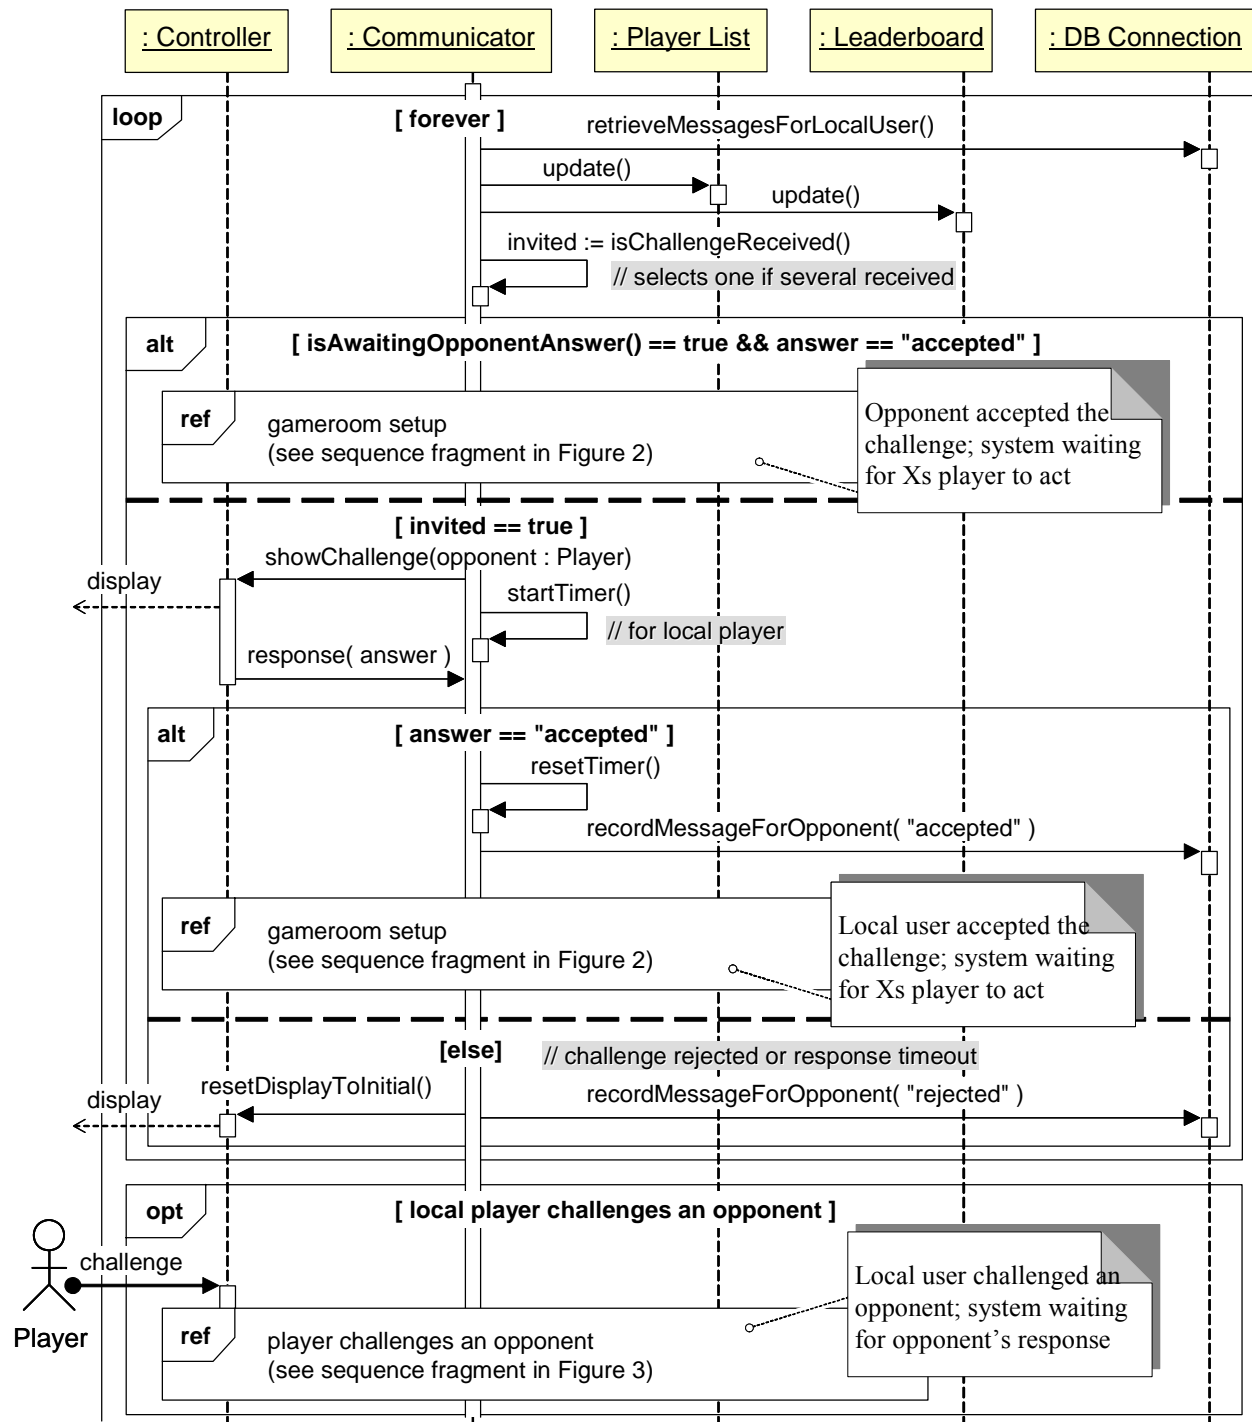 : Controller
: Communicator
: Player List
: Leaderboard
: DB Connection
loop
[ forever ]
retrieveMessagesForLocalUser()
update()
update()
invited := isChallengeReceived()
// selects one if several received
alt
[ isAwaitingOpponentAnswer() == true && answer == "accepted" ]
ref
gameroom setup
(see sequence fragment in Figure 2)
Opponent accepted the
challenge; system waiting
for Xs player to act
[ invited == true ]
showChallenge(opponent : Player)
display
startTimer()
// for local player
response( answer )
alt
[ answer == "accepted" ]
resetTimer()
recordMessageForOpponent( "accepted" )
ref
gameroom setup
(see sequence fragment in Figure 2)
Local user accepted the
challenge; system waiting
for Xs player to act
[else]
// challenge rejected or response timeout
resetDisplayToInitial()
recordMessageForOpponent( "rejected" )
display
opt
[ local player challenges an opponent ]
challenge
Player
ref
player challenges an opponent
(see sequence fragment in Figure 3)
Local user challenged an
opponent; system waiting
for opponent’s response